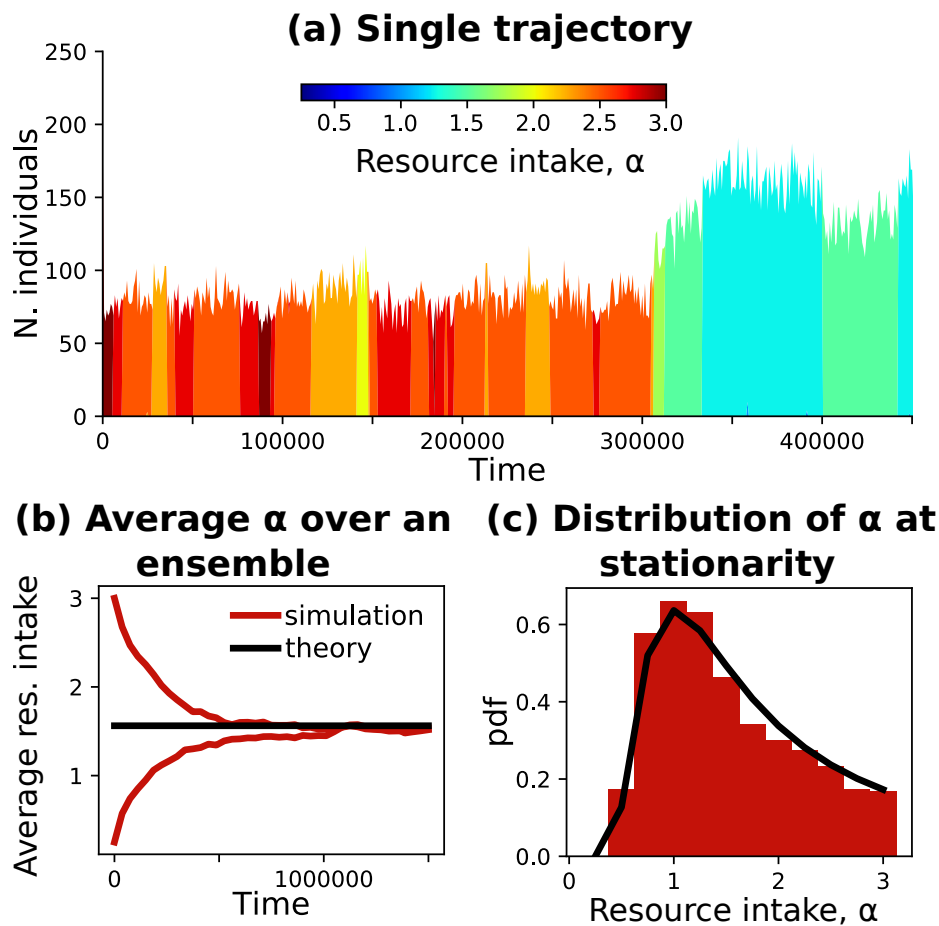 (a) Single trajectory
250
200
150
100
50
0
N. individuals
0.5 1.0 1.5 2.0 2.5 3.0
Resource intake, α
0 100000 200000 300000 400000
Time
(b) Average α over an
ensemble
3
2
1
Average res. intake
simulation
theory
0 1000000
Time
(c) Distribution of α at
stationarity
0.6
0.4
0.2
0.0
pdf
0 1 2 3
Resource intake, α